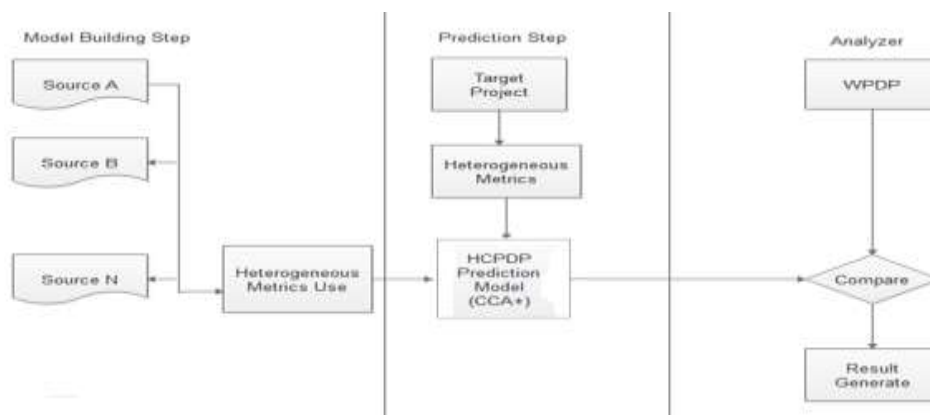 Model Building Step
Source A
Source B
Source N
Heterogeneous
Metrics Use
Prediction Step
Target
Project
Heterogeneous
Metrics
HCPDP
Prediction
Model
(CCA+)
Analyzer
WPDP
Compare
Result
Generate